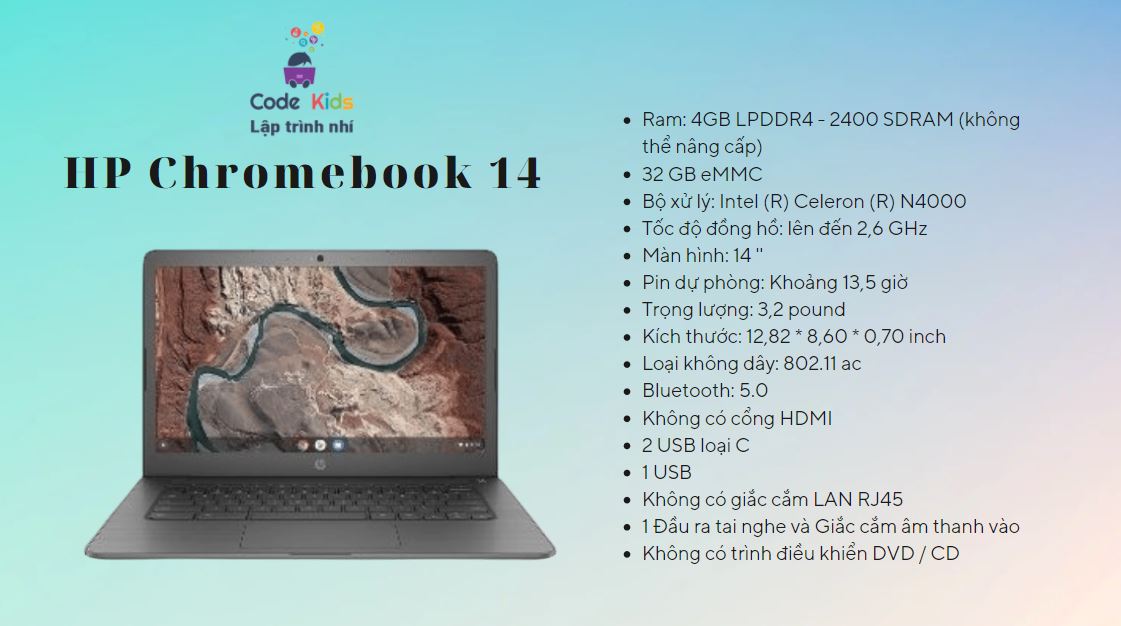 Code Kids
Lập trình nhí
HP Chromebook 14
Ram: 4GB LPDDR4 - 2400 SDRAM (không
thể nâng cấp)
32 GB eMMC
Bộ xử lý: Intel (R) Celeron (R) N4000
Tốc độ đồng hồ: lên đến 2,6 GHz
Màn hình: 14 "
Pin dự phòng: Khoảng 13,5 giờ
Trọng lượng: 3,2 pound
Kích thước: 12,82 * 8,60 * 0,70 inch
Loại không dây: 802.11 ac
Bluetooth: 5.0
Không có cổng HDMI
2 USB loại C
1 USB
Không có giắc cắm LAN RJ45
1 Đầu ra tai nghe và Giắc cắm âm thanh vào
Không có trình điều khiển DVD / CD